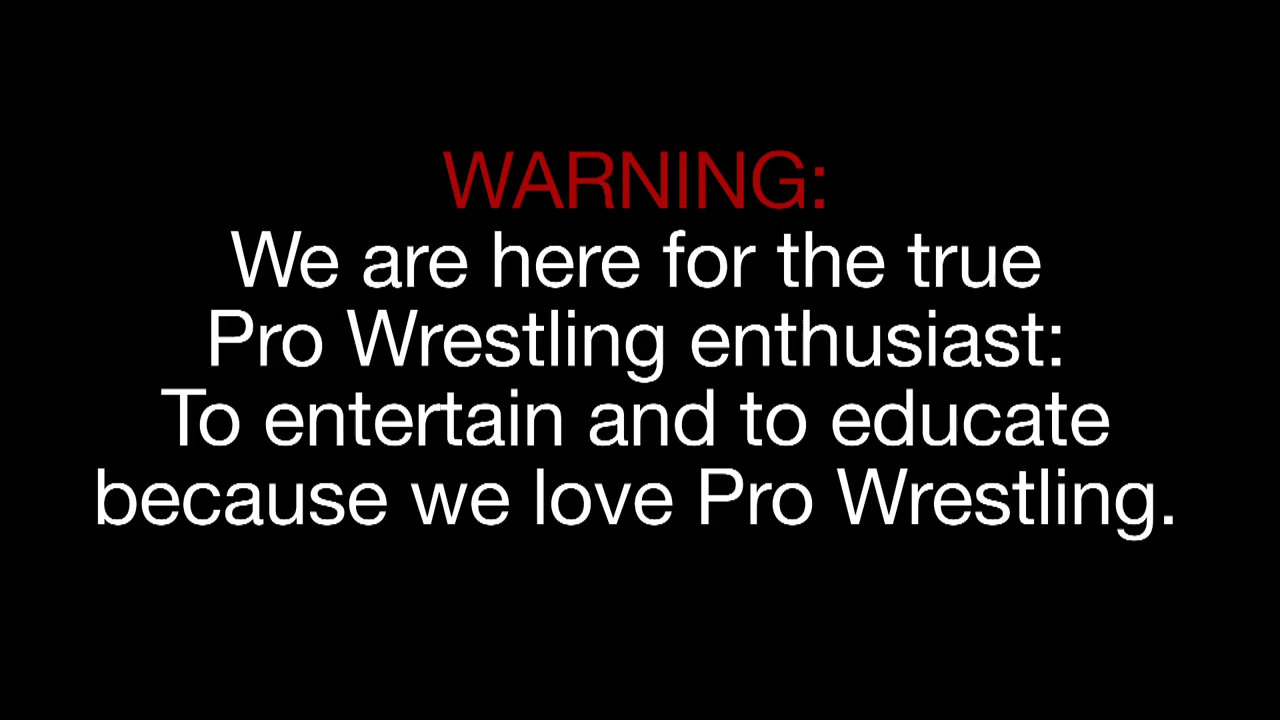 WARNING:
We are here for the true
Pro Wrestling enthusiast:
To entertain and to educate
because we love Pro Wrestling.